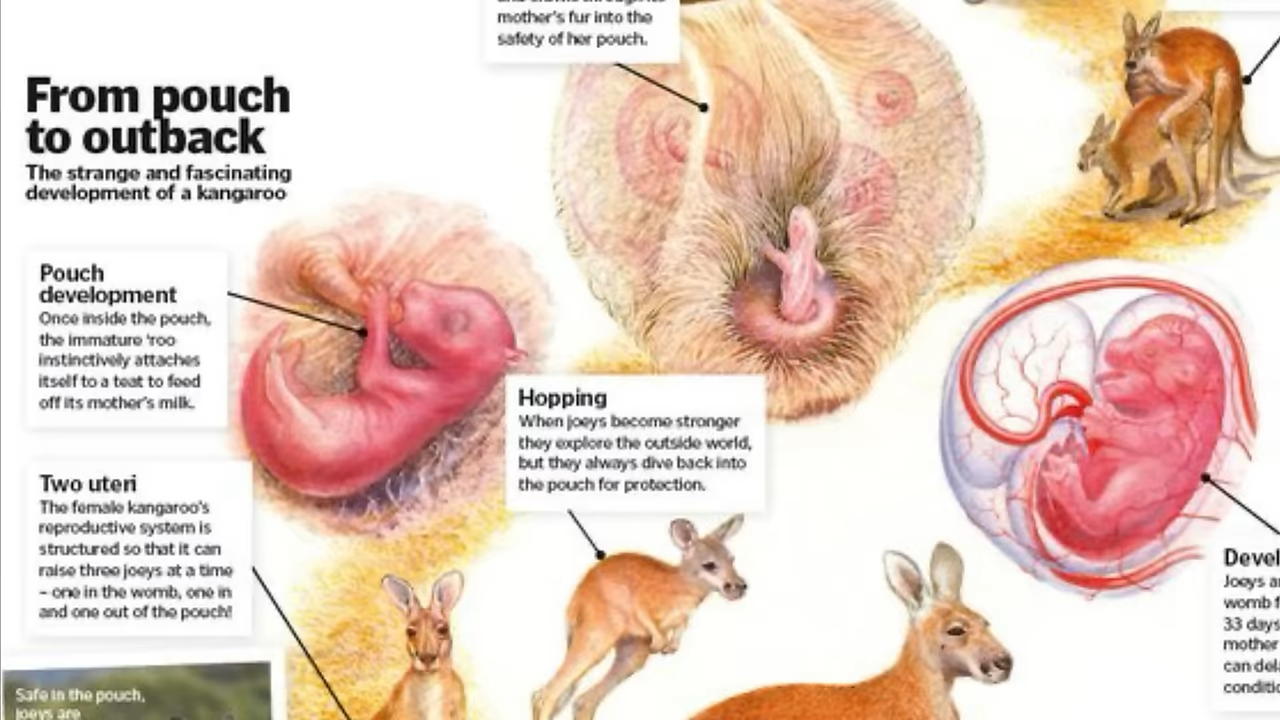 mother's fur into the
safety of her pouch.
From pouch
to outback
The strange and fascinating
development of a kangaroo
Pouch
development
Once inside the pouch,
the immature 'roo
instinctively attaches
itself to a teat to feed
off its mother's milk.
Hopping
When joeys become stronger
they explore the outside world,
but they always dive back into
the pouch for protection.
Two uteri
The female kangaroo's
reproductive system is
structured so that it can
raise three joeys at a time
– one in the womb, one in
and one out of the pouch!
Joeys
womb
33 days
mother
can
Safe in the pouch,
joeys are